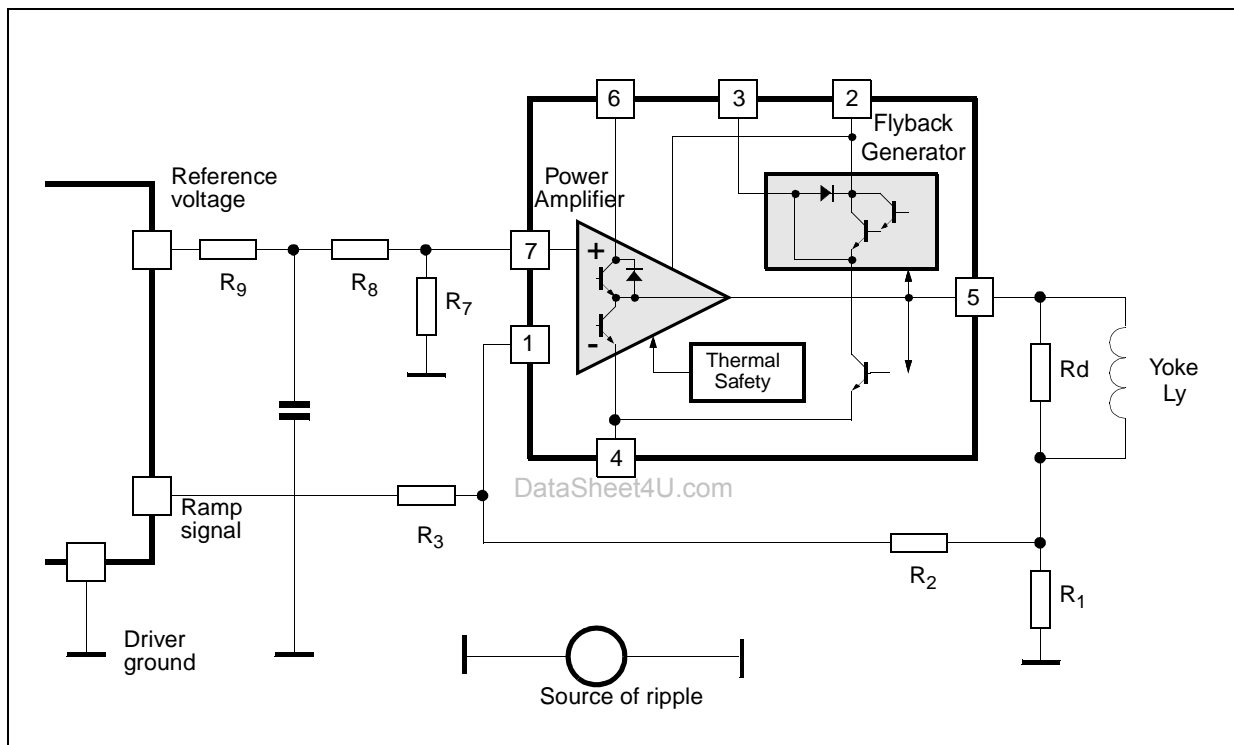 6
3
2
Flyback
Generator
Reference
voltage
Power
Amplifier
7
+
R9
R8
R7
1
-
5
Thermal
Safety
Rd
Yoke
Ly
4
DataSheet4U.com
Ramp
signal
R3
R2
R1
Driver
ground
Source of ripple